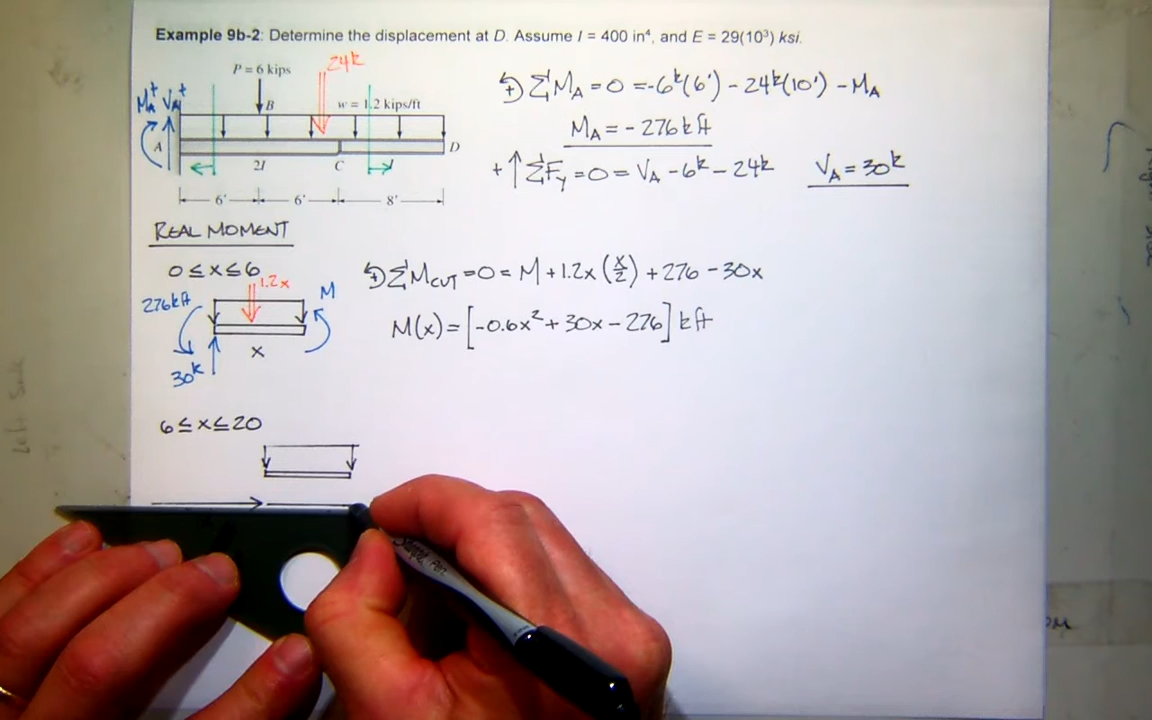 Example 9b-2: Determine the displacement at D. Assume I = 400 in⁴, and E = 29(10³) ksi.
24k
P = 6 kips
MA+ VA+
B
w = 1.2 kips/ft
A
D
2I
C
I
6'
6'
8'
↺+ ΣMA = 0 = -6k(6') - 24k(10') - MA
MA = - 276 k ft
+↑ΣFy = 0 = VA - 6k - 24k
VA = 30k
REAL MOMENT
0 ≤ x ≤ 6
1.2x
276kft
M
x
30k
↺+ ΣMCUT = 0 = M + 1.2x (x/2) + 276 - 30x
M(x) = [-0.6x² + 30x - 276] k ft
6 ≤ x ≤ 20